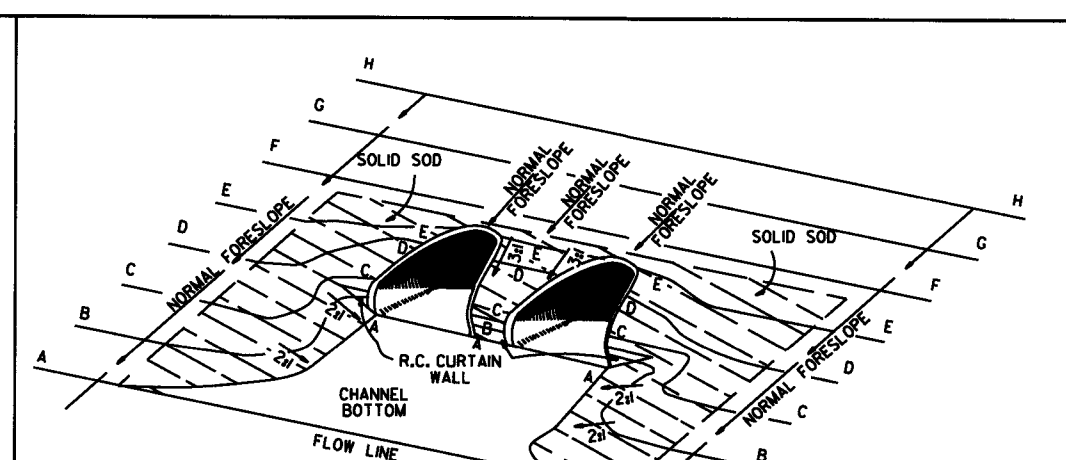 H
G
F
SOLID SOD
NORMAL
FORESLOPE
NORMAL
FORESLOPE
NORMAL
FORESLOPE
H
G
F
E
D
C
B
A
NORMAL FORESLOPE
SOLID SOD
E
D
C
A
E
D
C
B
A
3:1
3:1
E
D
C
A
2:1
2:1
R.C. CURTAIN
WALL
CHANNEL
BOTTOM
FLOW LINE
2:1
2:1
NORMAL FORESLOPE
E
D
C
B